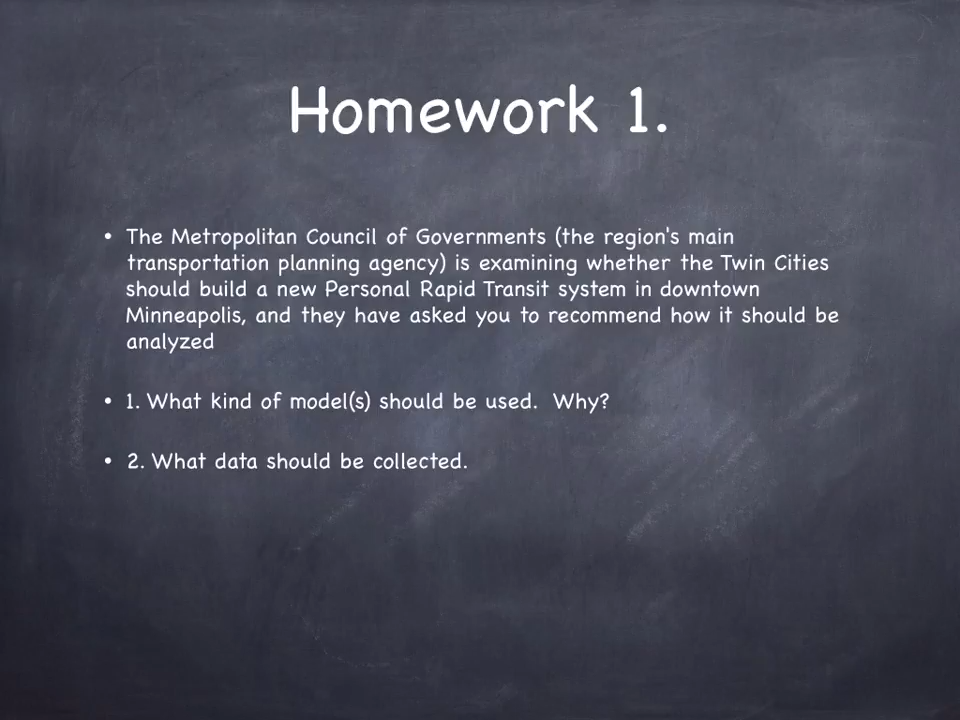 Homework 1.
• The Metropolitan Council of Governments (the region's main
transportation planning agency) is examining whether the Twin Cities
should build a new Personal Rapid Transit system in downtown
Minneapolis, and they have asked you to recommend how it should be
analyzed
• 1. What kind of model(s) should be used.  Why?
• 2. What data should be collected.